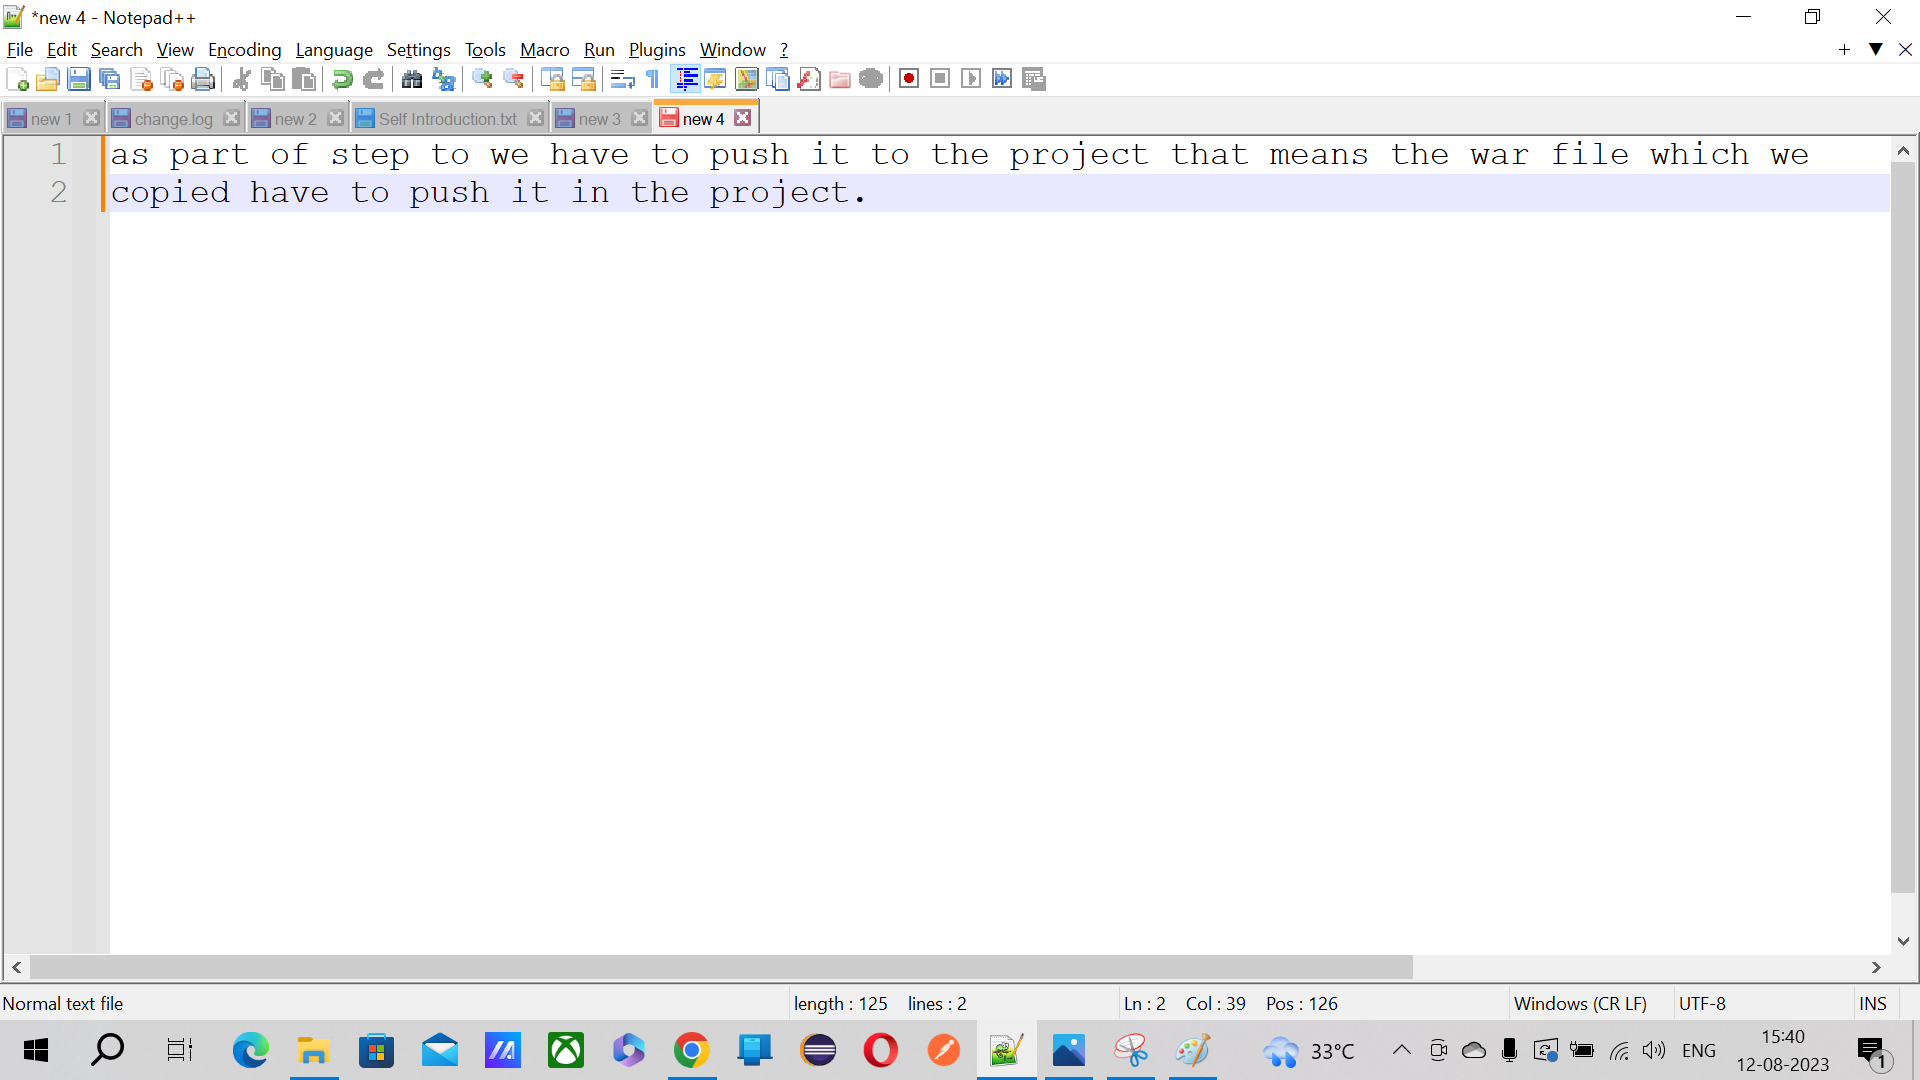 *new 4 - Notepad++
File Edit Search View Encoding Language Settings Tools Macro Run Plugins Window ?
new 1 change.log new 2 Self Introduction.txt new 3 new 4
1 as part of step to we have to push it to the project that means the war file which we
2 copied have to push it in the project.
Normal text file length : 125 lines : 2 Ln : 2 Col : 39 Pos : 126 Windows (CR LF) UTF-8 INS
33°C ENG 15:40
12-08-2023 1